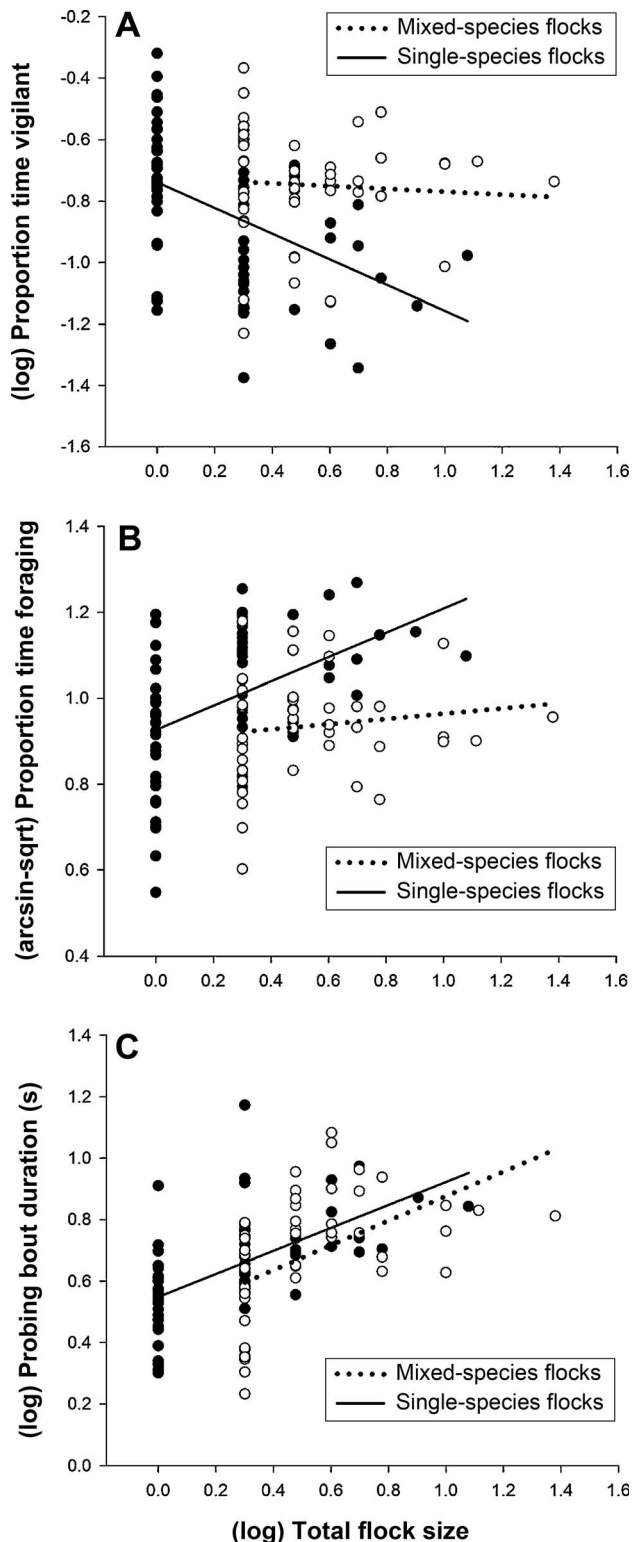 A
Mixed-species flocks
Single-species flocks
(log) Proportion time vigilant
-0.2
-0.4
-0.6
-0.8
-1.0
-1.2
-1.4
-1.6
0.0 0.2 0.4 0.6 0.8 1.0 1.2 1.4 1.6
B
(arcsin-sqrt) Proportion time foraging
1.4
1.2
1.0
0.8
0.6
0.4
Mixed-species flocks
Single-species flocks
0.0 0.2 0.4 0.6 0.8 1.0 1.2 1.4 1.6
C
(log) Probing bout duration (s)
1.4
1.2
1.0
0.8
0.6
0.4
0.2
0.0
Mixed-species flocks
Single-species flocks
0.0 0.2 0.4 0.6 0.8 1.0 1.2 1.4 1.6
(log) Total flock size